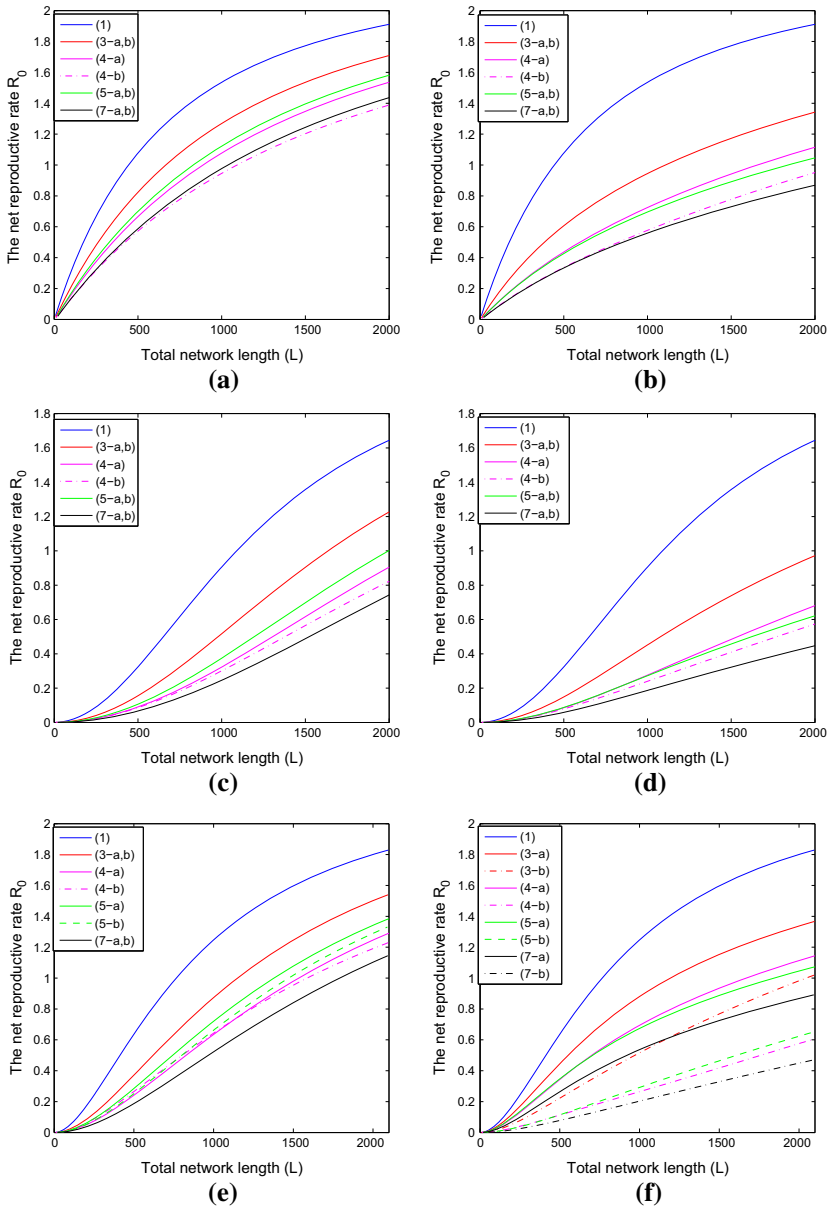 The net reproductive rate R0
2
1.8
1.6
1.4
1.2
1
0.8
0.6
0.4
0.2
0
(1)
(3−a,b)
(4−a)
(4−b)
(5−a,b)
(7−a,b)
0 500 1000 1500 2000
Total network length (L)
(a)
The net reproductive rate R0
2
1.8
1.6
1.4
1.2
1
0.8
0.6
0.4
0.2
0
(1)
(3−a,b)
(4−a)
(4−b)
(5−a,b)
(7−a,b)
0 500 1000 1500 2000
Total network length (L)
(b)
The net reproductive rate R0
1.8
1.6
1.4
1.2
1
0.8
0.6
0.4
0.2
0
(1)
(3−a,b)
(4−a)
(4−b)
(5−a,b)
(7−a,b)
0 500 1000 1500 2000
Total network length (L)
(c)
The net reproductive rate R0
1.8
1.6
1.4
1.2
1
0.8
0.6
0.4
0.2
0
(1)
(3−a,b)
(4−a)
(4−b)
(5−a,b)
(7−a,b)
0 500 1000 1500 2000
Total network length (L)
(d)
The net reproductive rate R0
2
1.8
1.6
1.4
1.2
1
0.8
0.6
0.4
0.2
0
(1)
(3−a,b)
(4−a)
(4−b)
(5−a)
(5−b)
(7−a,b)
0 500 1000 1500 2000
Total network length (L)
(e)
The net reproductive rate R0
2
1.8
1.6
1.4
1.2
1
0.8
0.6
0.4
0.2
0
(1)
(3−a)
(3−b)
(4−a)
(4−b)
(5−a)
(5−b)
(7−a)
(7−b)
0 500 1000 1500 2000
Total network length (L)
(f)